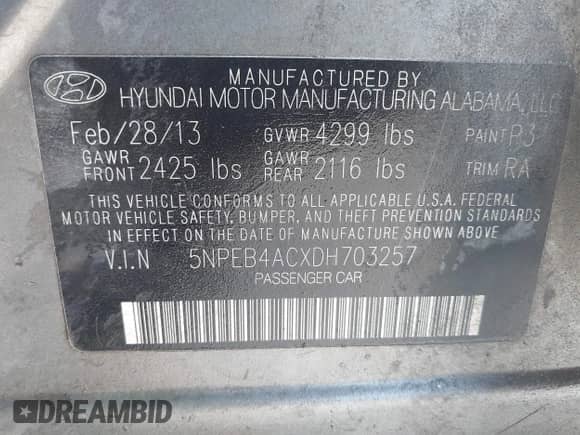 MANUFACTURED BY
HYUNDAI MOTOR MANUFACTURING ALABAMA, LLC
Feb/28/13 GVWR 4299 lbs PAINT P3
GAWR FRONT 2425 lbs GAWR REAR 2116 lbs TRIM RA
THIS VEHICLE CONFORMS TO ALL APPLICABLE U.S.A. FEDERAL
MOTOR VEHICLE SAFETY, BUMPER, AND THEFT PREVENTION STANDARDS
IN EFFECT ON THE DATE OF MANUFACTURE SHOWN ABOVE.
V.I.N 5NPEB4ACXDH703257
PASSENGER CAR
DREAMBID